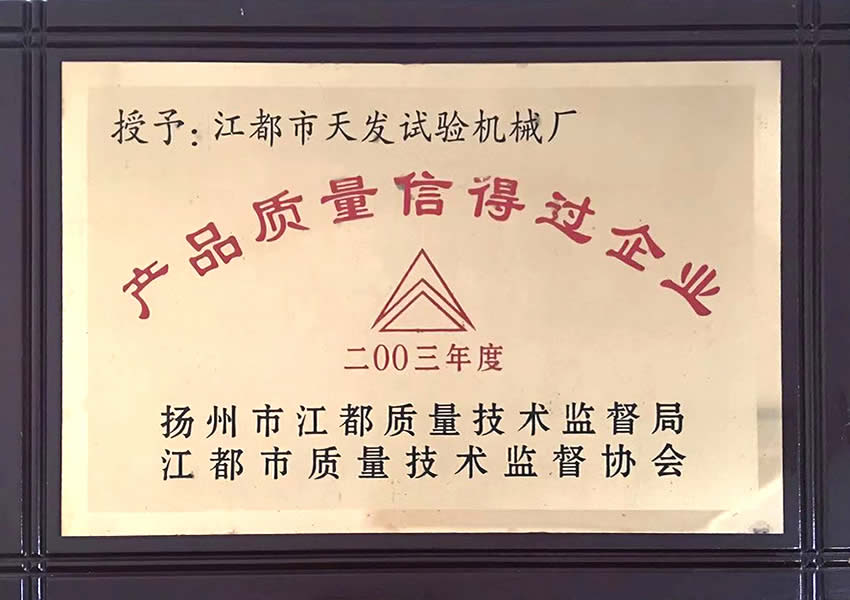 授予:江都市天发试验机械厂
产品质量信得过企业
二00三年度
扬州市江都质量技术监督局
江都市质量技术监督协会